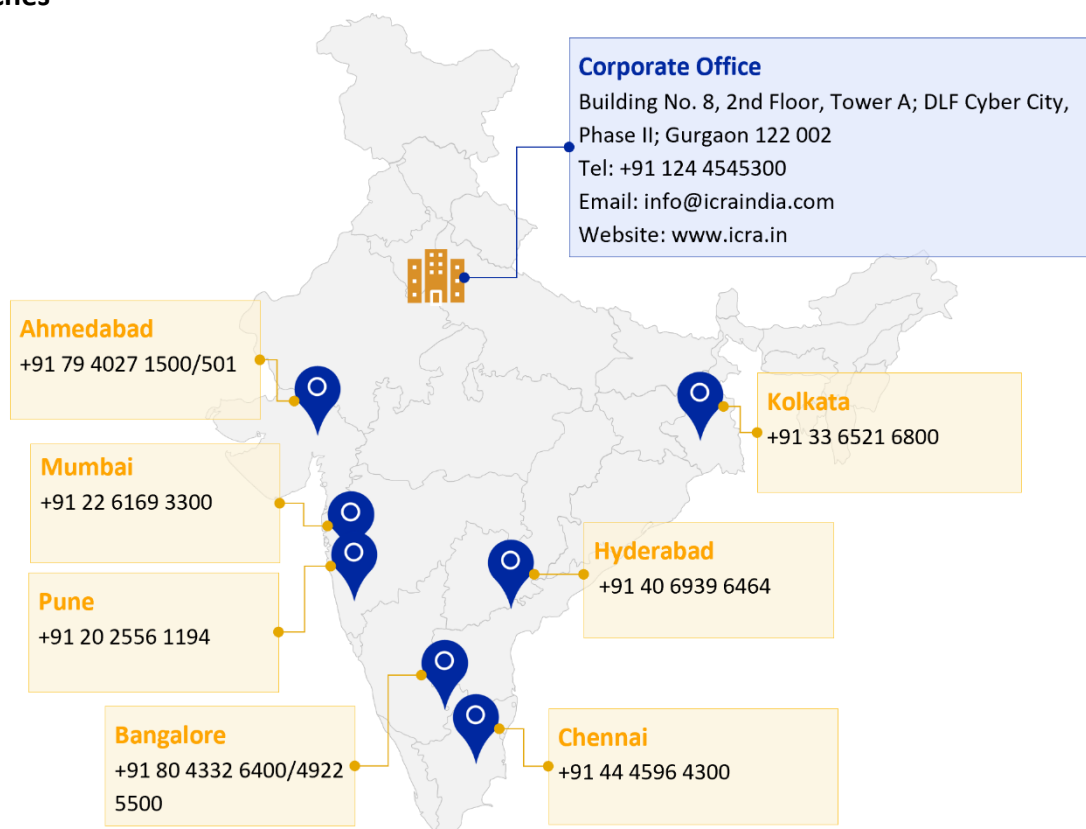 Corporate Office
Building No. 8, 2nd Floor, Tower A; DLF Cyber City,
Phase II; Gurgaon 122 002
Tel: +91 124 4545300
Email: info@icraindia.com
Website: www.icra.in
Ahmedabad
+91 79 4027 1500/501
Kolkata
+91 33 6521 6800
Mumbai
+91 22 6169 3300
Hyderabad
+91 40 6939 6464
Pune
+91 20 2556 1194
Bangalore
+91 80 4332 6400/4922
5500
Chennai
+91 44 4596 4300